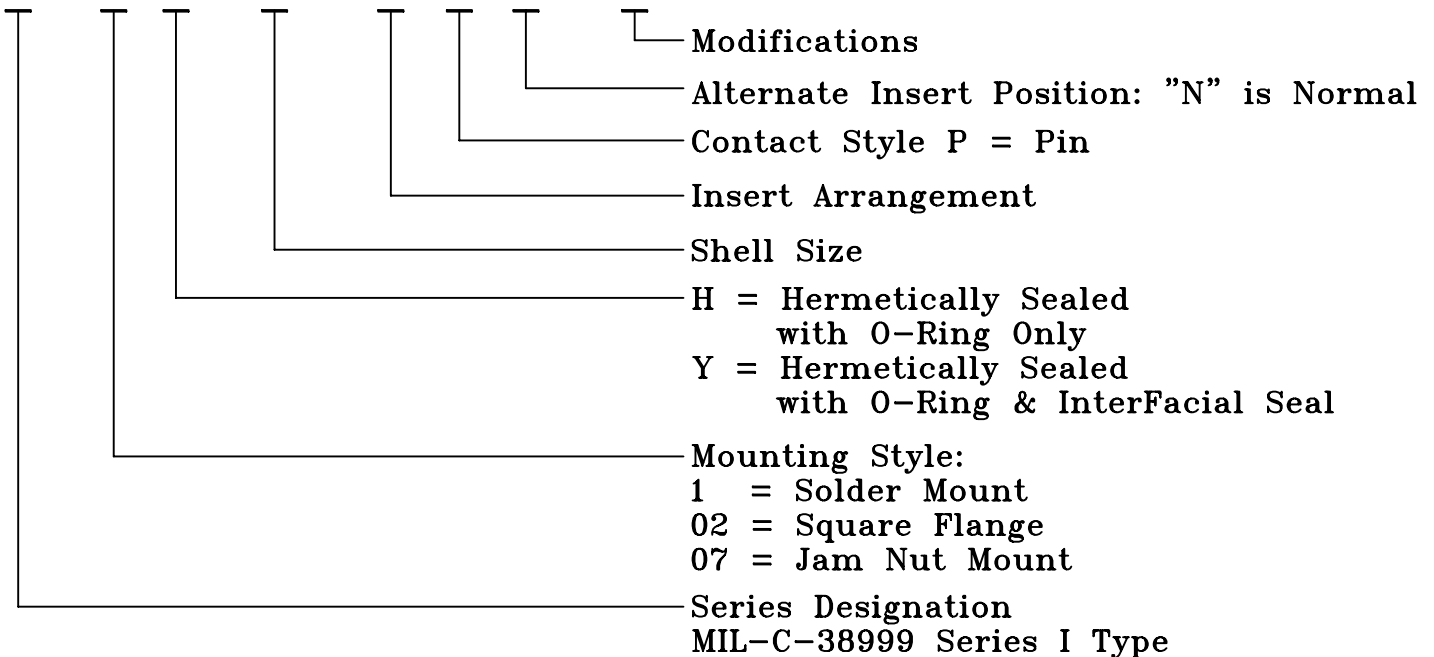 Modifications
Alternate Insert Position: "N" is Normal
Contact Style P = Pin
Insert Arrangement
Shell Size
H = Hermetically Sealed
with O-Ring Only
Y = Hermetically Sealed
with O-Ring & InterFacial Seal
Mounting Style:
1 = Solder Mount
02 = Square Flange
07 = Jam Nut Mount
Series Designation
MIL-C-38999 Series I Type